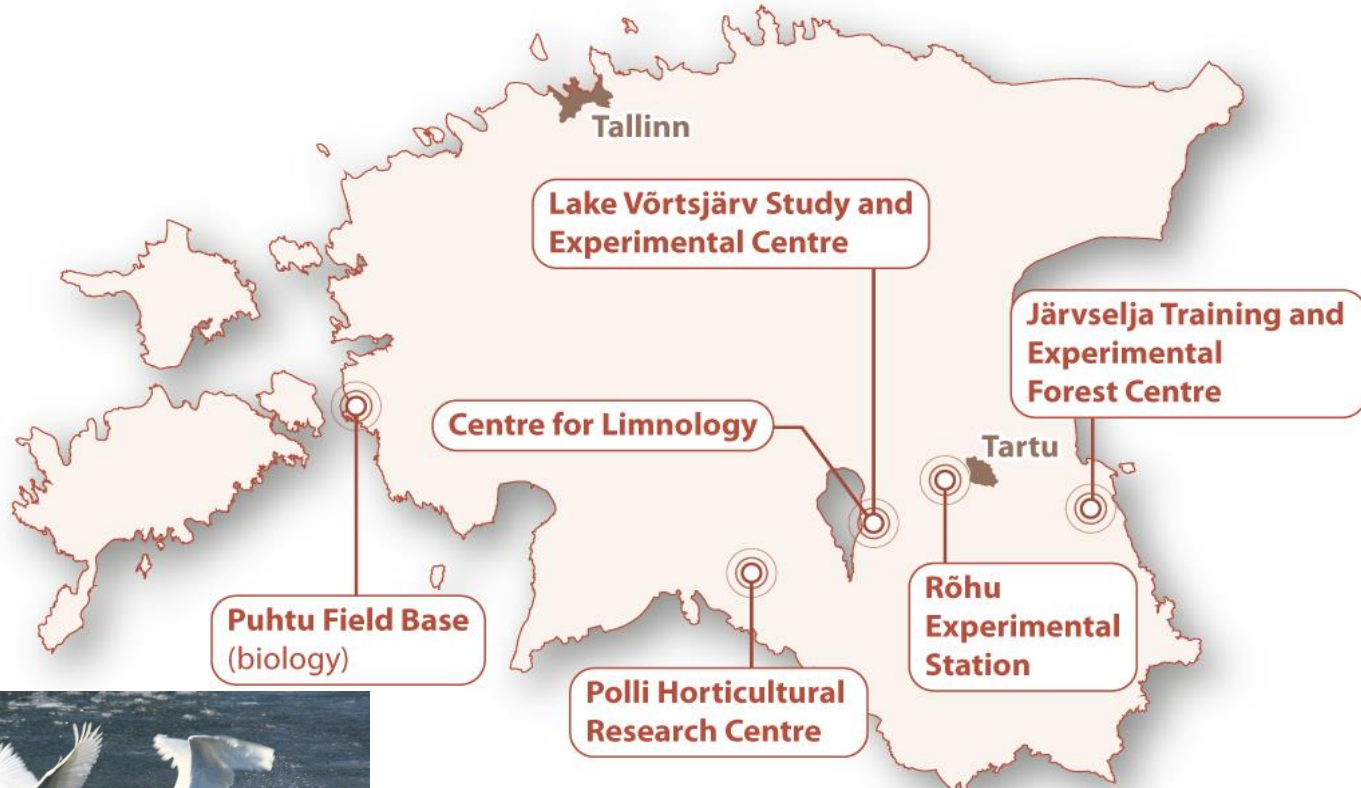 Tallinn
Lake Võrtsjärv Study and
Experimental Centre
Järvselja Training and
Experimental
Forest Centre
Centre for Limnology
Tartu
Puhtu Field Base
(biology)
Rõhu
Experimental
Station
Polli Horticultural
Research Centre